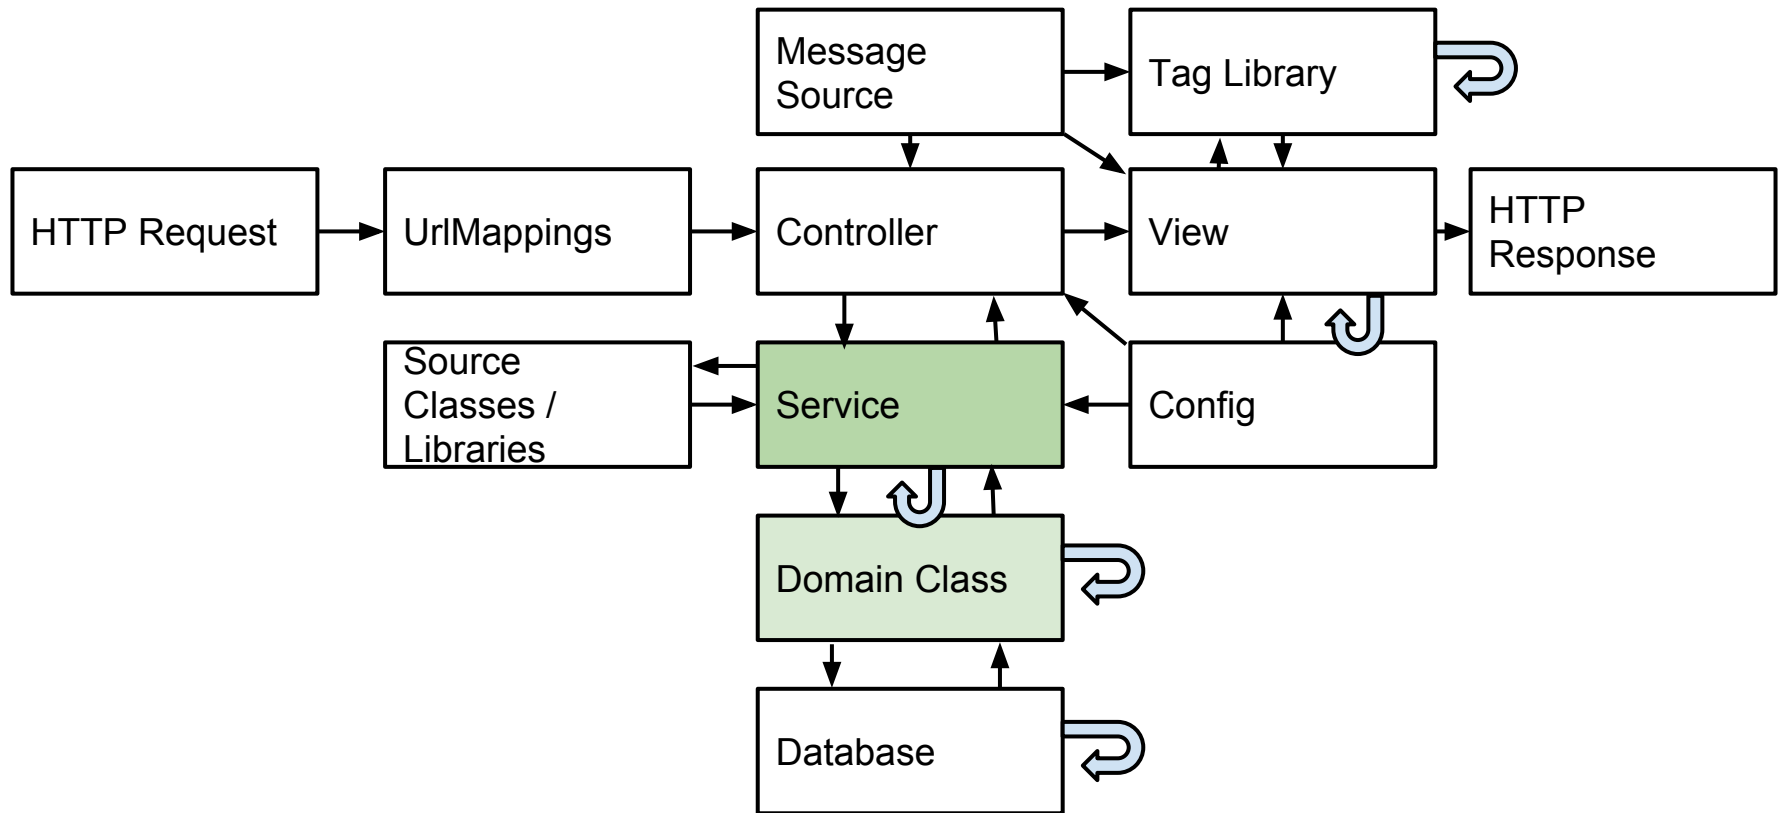 Message
Source
Tag Library
HTTP Request
UrlMappings
Controller
View
HTTP
Response
Source
Classes /
Libraries
Service
Config
Domain Class
Database